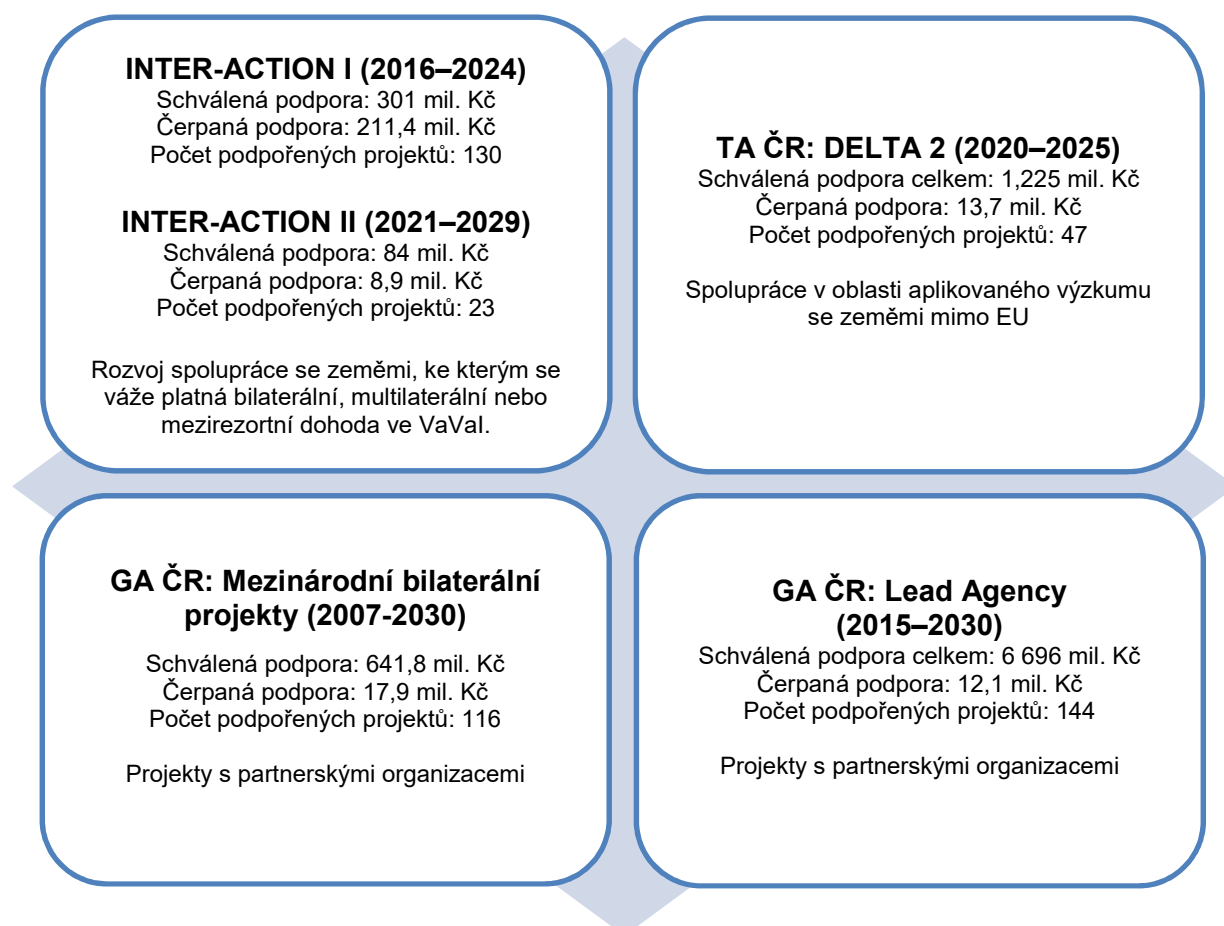 INTER-ACTION I (2016–2024)
Schválená podpora: 301 mil. Kč
Čerpaná podpora: 211,4 mil. Kč
Počet podpořených projektů: 130
INTER-ACTION II (2021–2029)
Schválená podpora: 84 mil. Kč
Čerpaná podpora: 8,9 mil. Kč
Počet podpořených projektů: 23
Rozvoj spolupráce se zeměmi, ke kterým se
váže platná bilaterální, multilaterální nebo
mezirezortní dohoda ve VaVaI.
TA ČR: DELTA 2 (2020–2025)
Schválená podpora celkem: 1,225 mil. Kč
Čerpaná podpora: 13,7 mil. Kč
Počet podpořených projektů: 47
Spolupráce v oblasti aplikovaného výzkumu
se zeměmi mimo EU
GA ČR: Mezinárodní bilaterální
projekty (2007-2030)
Schválená podpora: 641,8 mil. Kč
Čerpaná podpora: 17,9 mil. Kč
Počet podpořených projektů: 116
Projekty s partnerskými organizacemi
GA ČR: Lead Agency
(2015–2030)
Schválená podpora celkem: 6 696 mil. Kč
Čerpaná podpora: 12,1 mil. Kč
Počet podpořených projektů: 144
Projekty s partnerskými organizacemi